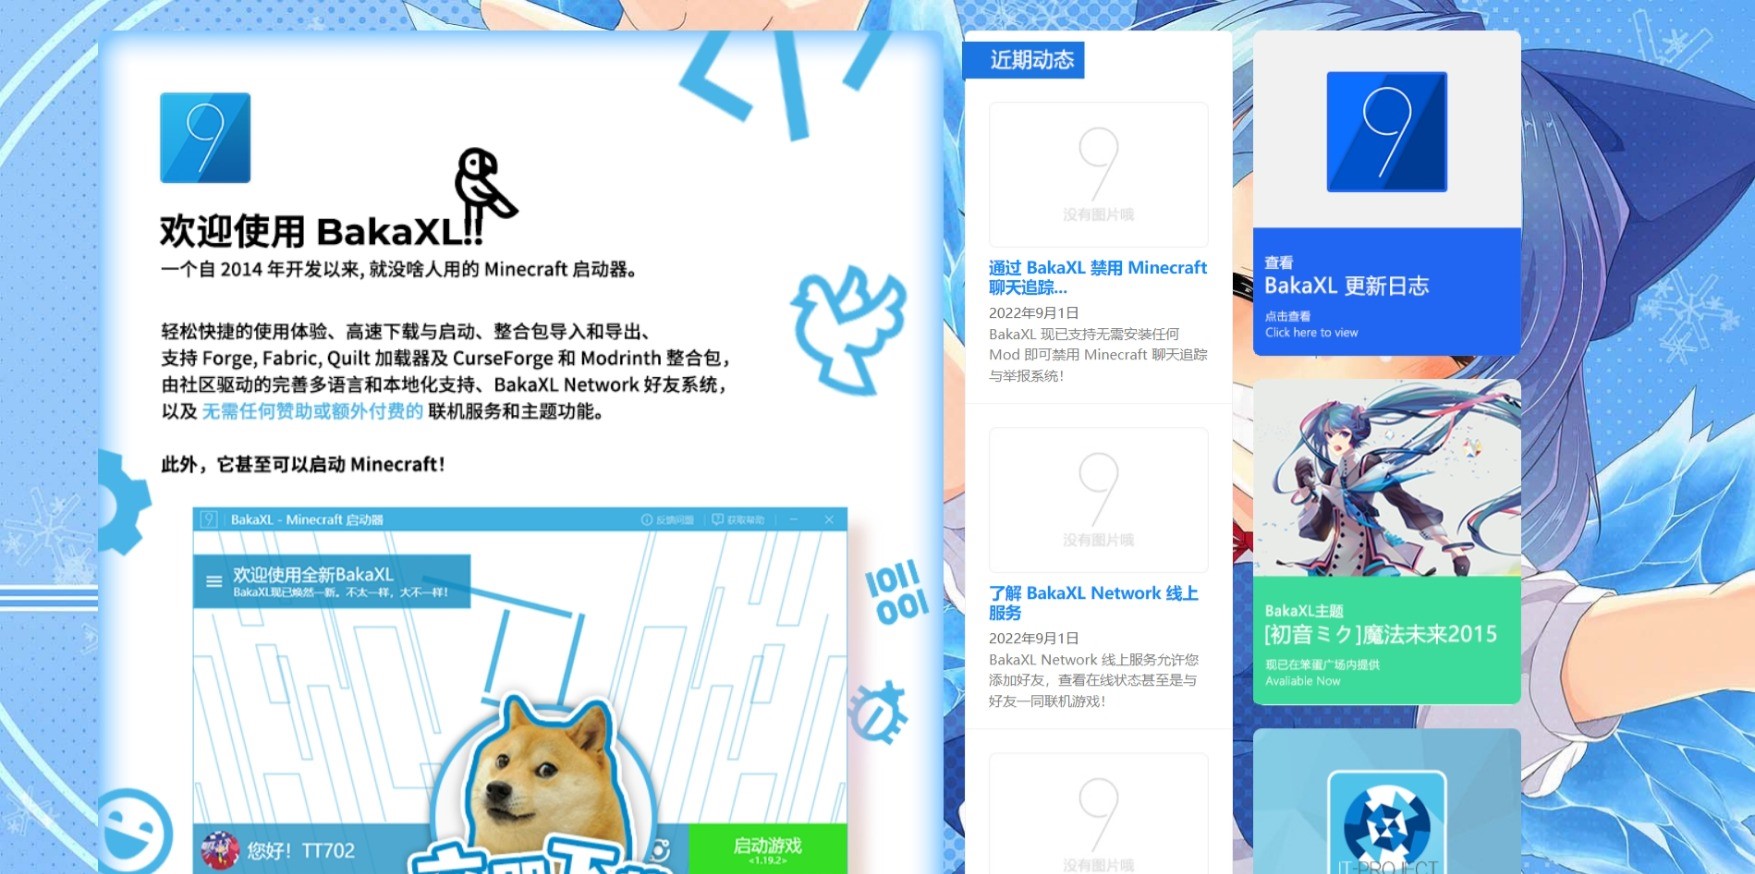 欢迎使用 BakaXL!!
一个自 2014 年开发以来, 就没啥人用的 Minecraft 启动器。
轻松快捷的使用体验、高速下载与启动、整合包导入和导出、
支持 Forge, Fabric, Quilt 加载器及 CurseForge 和 Modrinth 整合包,
由社区驱动的完善多语言和本地化支持、BakaXL Network 好友系统,
以及 无需任何赞助或额外付费的 联机服务和主题功能。
此外，它甚至可以启动 Minecraft！
BakaXL - Minecraft 启动器
反馈问题
获取帮助
欢迎使用全新BakaXL
BakaXL现已焕然一新。不太一样，大不一样！
您好！TT702
启动游戏
<1.19.2>
1011
001
近期动态
没有图片哦
通过 BakaXL 禁用 Minecraft
聊天追踪...
2022年9月1日
BakaXL 现已支持无需安装任何
Mod 即可禁用 Minecraft 聊天追踪
与举报系统！
没有图片哦
了解 BakaXL Network 线上
服务
2022年9月1日
BakaXL Network 线上服务允许您
添加好友，查看在线状态甚至是与
好友一同联机游戏！
没有图片哦
查看
BakaXL 更新日志
点击查看
Click here to view
BakaXL主题
[初音ミク]魔法未来2015
现已在笨蛋广场内提供
Avaliable Now
IT-PROJECT